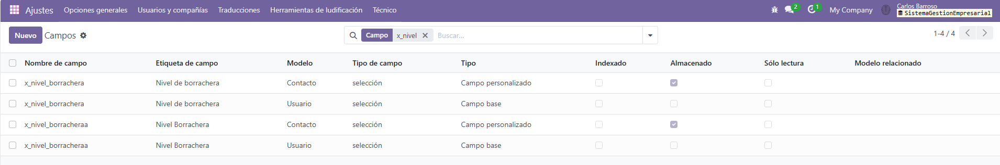 Ajustes Opciones generales Usuarios y compañías Traducciones Herramientas de ludificación Técnico 2 1 My Company Carlos Barroso
SistemaGestionEmpresarial
Nuevo Campos Campo x_nivel Buscar... 1-4 / 4
Nombre de campo Etiqueta de campo Modelo Tipo de campo Tipo Indexado Almacenado Sólo lectura Modelo relacionado
x_nivel_borrachera Nivel de borrachera Contacto selección Campo personalizado
x_nivel_borrachera Nivel de borrachera Usuario selección Campo base
x_nivel_borracheraa Nivel Borrachera Contacto selección Campo personalizado
x_nivel_borracheraa Nivel Borrachera Usuario selección Campo base